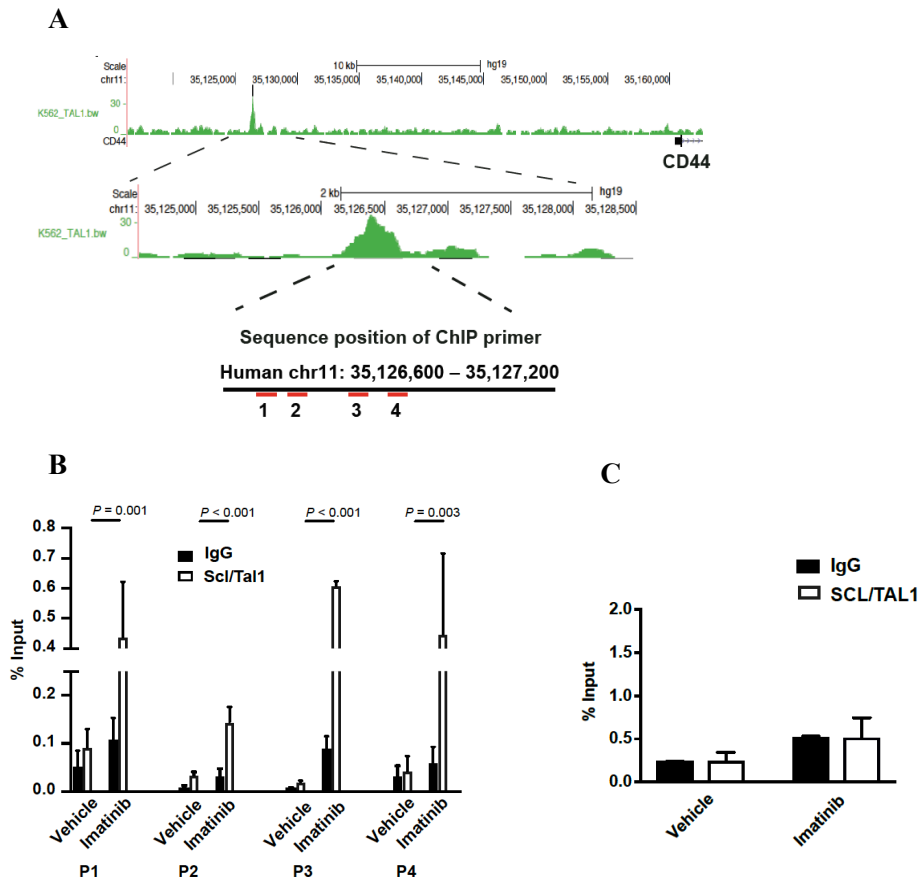 A
Scale
10 kb
hg19
chr11:
35,125,000
35,130,000
35,135,000
35,140,000
35,145,000
35,150,000
35,155,000
35,160,000
K562_TAL1.bw
30
0
CD44
CD44
Scale
2 kb
hg19
chr11:
35,125,000
35,125,500
35,126,000
35,126,500
35,127,000
35,127,500
35,128,000
35,128,500
K562_TAL1.bw
30
0
Sequence position of ChIP primer
Human chr11: 35,126,600 – 35,127,200
1 2 3 4
B
P = 0.001
P < 0.001
P < 0.001
P = 0.003
IgG
Scl/Tal1
% Input
0.8
0.7
0.6
0.5
0.4
0.2
0.1
0.0
Vehicle
Imatinib
Vehicle
Imatinib
Vehicle
Imatinib
Vehicle
Imatinib
P1
P2
P3
P4
C
IgG
SCL/TAL1
% Input
2.0
1.5
1.0
0.5
0.0
Vehicle
Imatinib